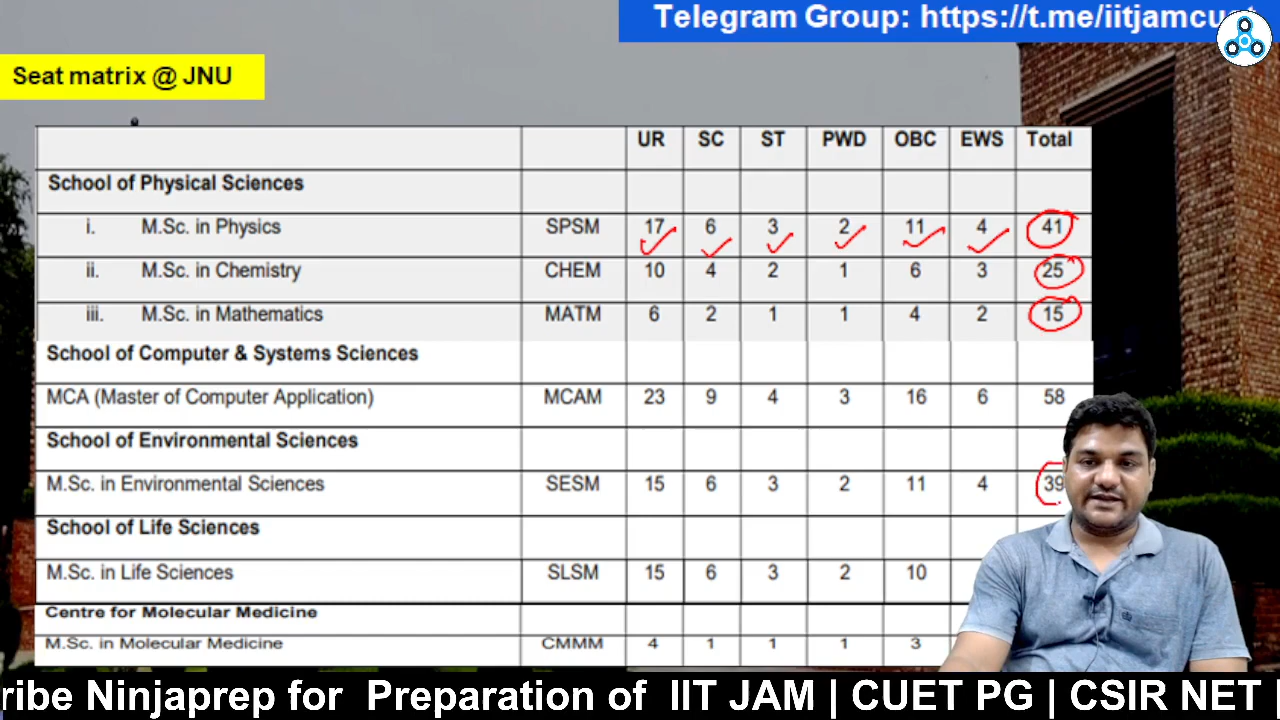 Telegram Group: https://t.me/iitjamcuet
Seat matrix @ JNU
UR SC ST PWD OBC EWS Total
School of Physical Sciences
i. M.Sc. in Physics SPSM 17 6 3 2 11 4 41
ii. M.Sc. in Chemistry CHEM 10 4 2 1 6 3 25
iii. M.Sc. in Mathematics MATM 6 2 1 1 4 2 15
School of Computer & Systems Sciences
MCA (Master of Computer Application) MCAM 23 9 4 3 16 6 58
School of Environmental Sciences
M.Sc. in Environmental Sciences SESM 15 6 3 2 11 4 39
School of Life Sciences
M.Sc. in Life Sciences SLSM 15 6 3 2 10
Centre for Molecular Medicine
M.Sc. in Molecular Medicine CMMM 4 1 1 1 3
ribe Ninjaprep for Preparation of IIT JAM | CUET PG | CSIR NET |